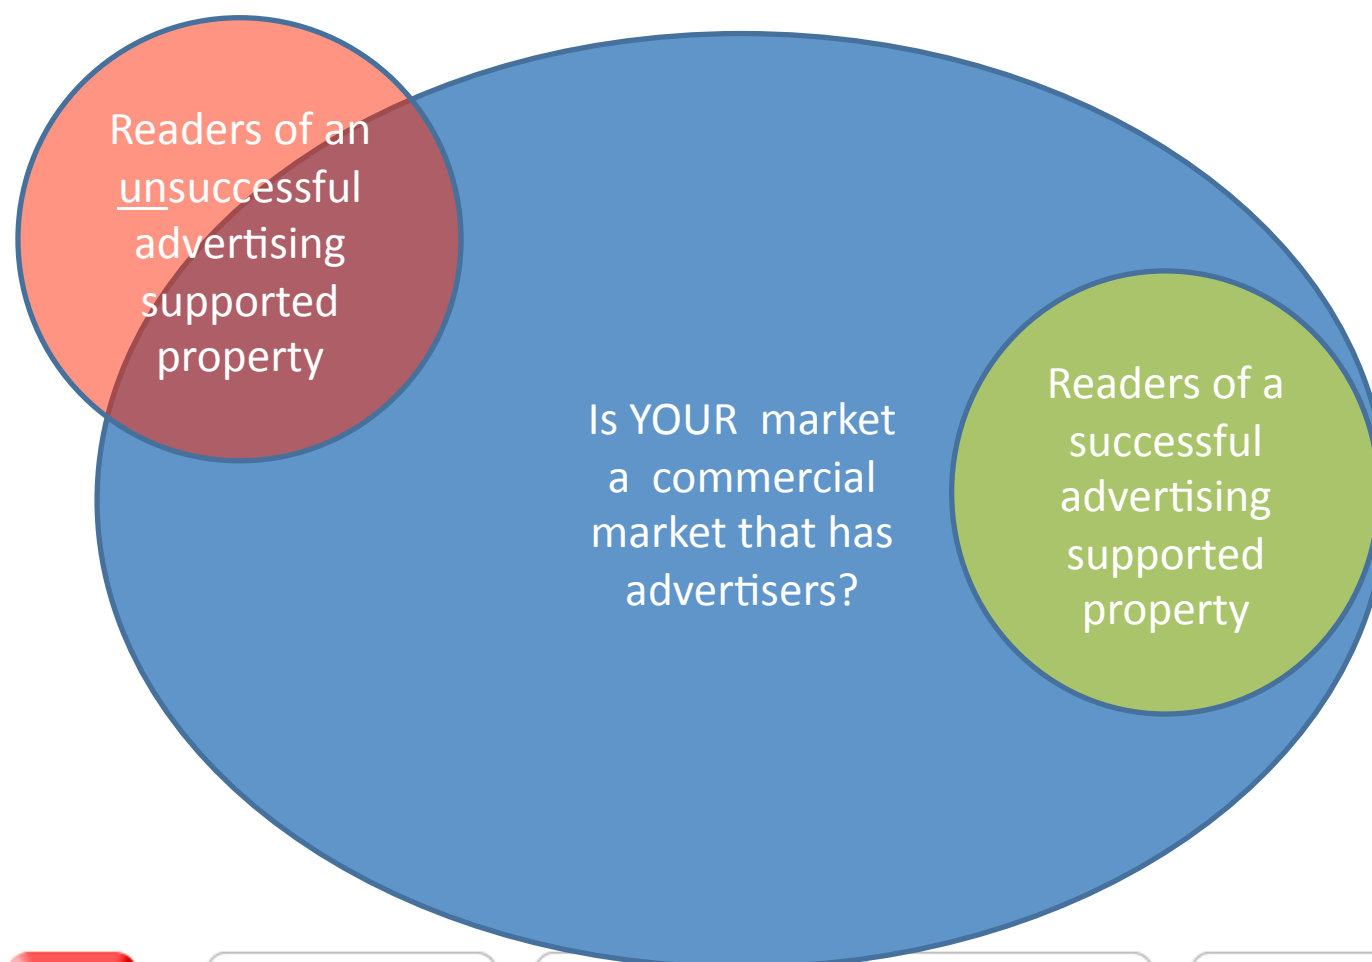 Readers of an
unsuccessful
advertising
supported
property
Is YOUR  market
a  commercial
market that has
advertisers?
Readers of a
successful
advertising
supported
property